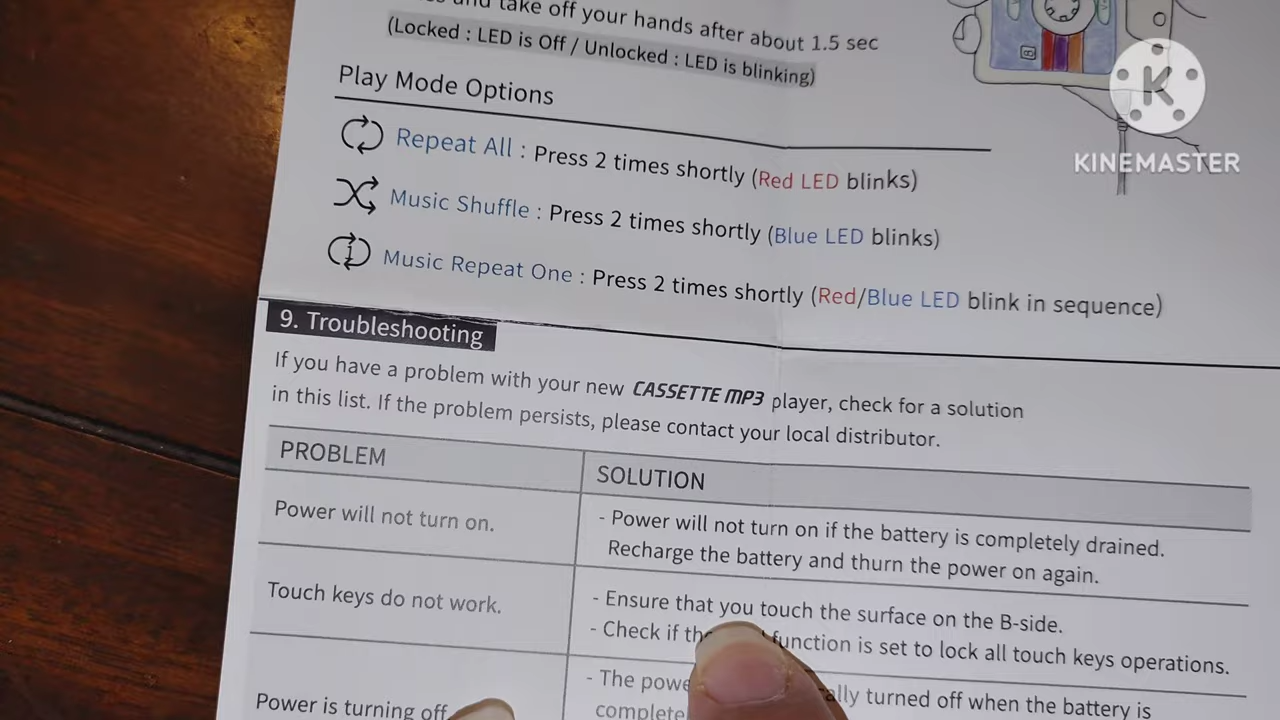 and take off your hands after about 1.5 sec
(Locked : LED is Off / Unlocked : LED is blinking)
Play Mode Options
Repeat All : Press 2 times shortly (Red LED blinks)
Music Shuffle : Press 2 times shortly (Blue LED blinks)
1 Music Repeat One : Press 2 times shortly (Red/Blue LED blink in sequence)
9. Troubleshooting
If you have a problem with your new CASSETTE MP3 player, check for a solution
in this list. If the problem persists, please contact your local distributor.
PROBLEM SOLUTION
Power will not turn on. - Power will not turn on if the battery is completely drained.
Recharge the battery and thurn the power on again.
Touch keys do not work. - Ensure that you touch the surface on the B-side.
- Check if function is set to lock all touch keys operations.
Power is turning off - The turned off when the battery is
K
KINEMASTER